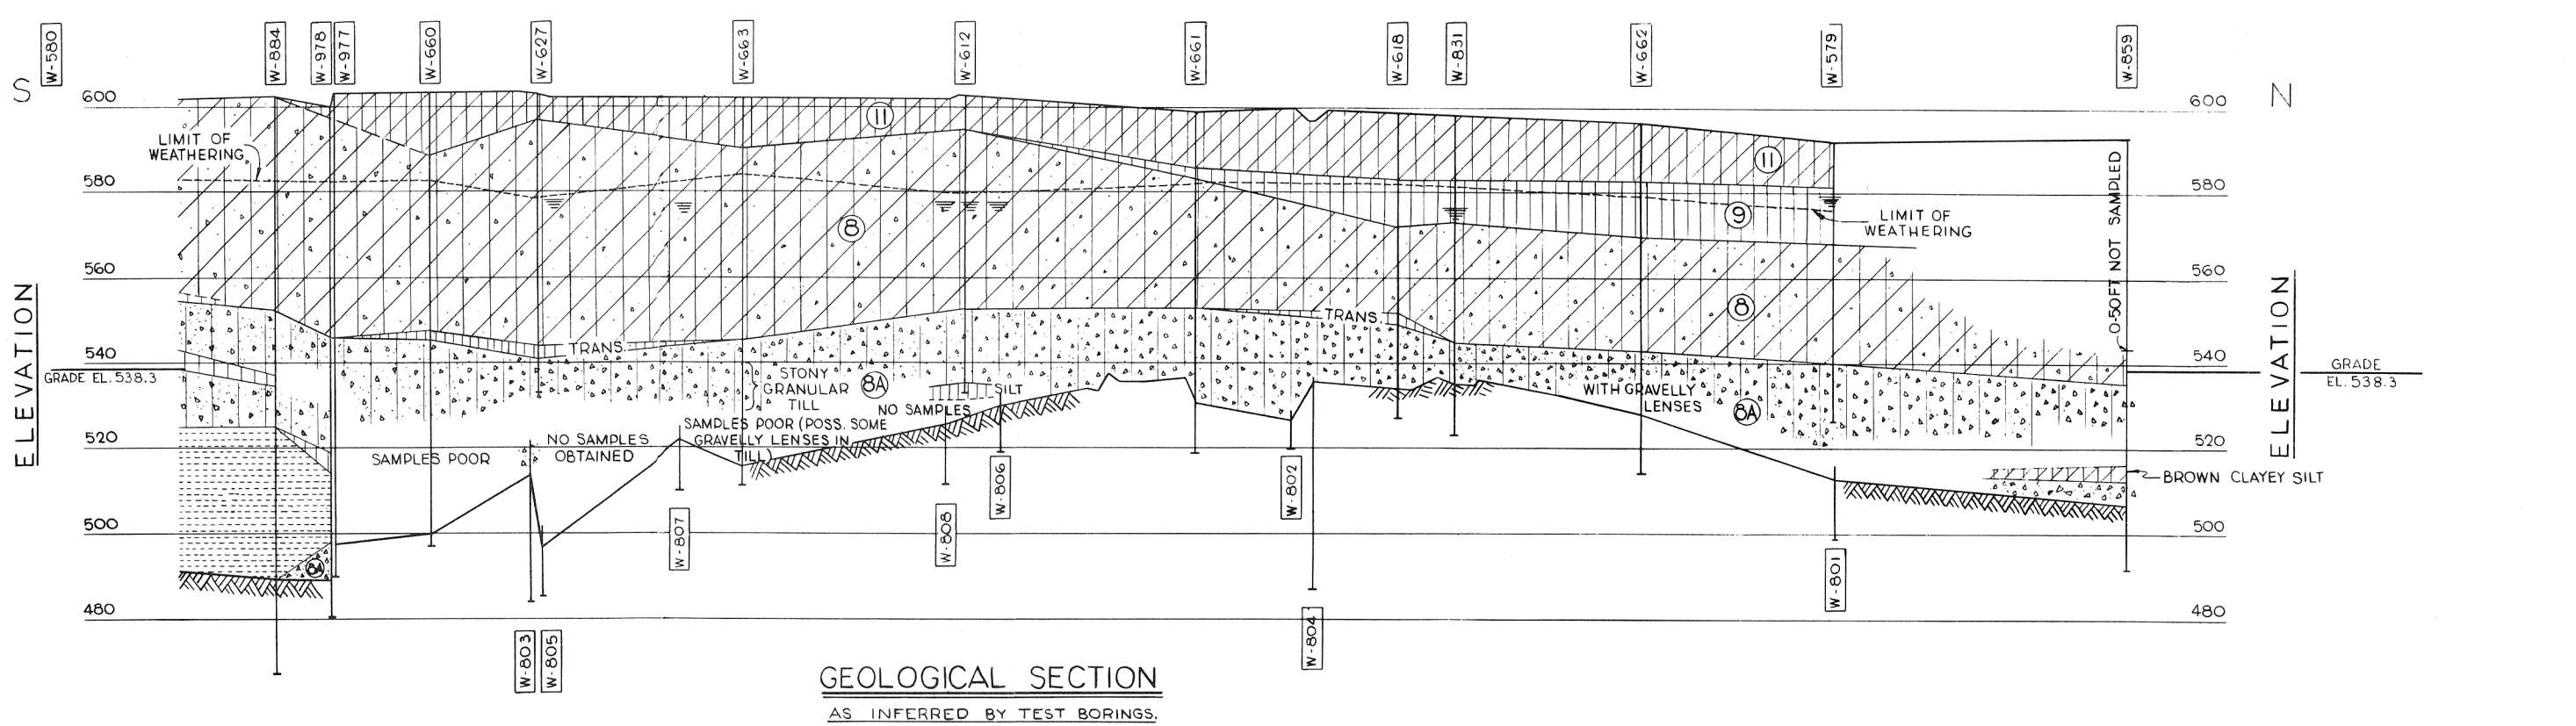 W-580
W-884
W-978
W-977
W-660
W-627
W-663
W-612
W-661
W-618
W-831
W-662
W-579
W-859
S
N
600
600
11
LIMIT OF
WEATHERING
11
580
580
8
9
LIMIT OF
WEATHERING
0-50FT NOT SAMPLED
560
560
ELEVATION
ELEVATION
8
TRANS.
TRANS.
540
540
GRADE EL. 538.3
GRADE
EL. 538.3
STONY
GRANULAR
TILL
8A
SILT
NO SAMPLES
WITH GRAVELLY
LENSES
8A
SAMPLES POOR (POSS. SOME
GRAVELLY LENSES IN
TILL)
520
520
SAMPLES POOR
NO SAMPLES
OBTAINED
BROWN CLAYEY SILT
W-806
W-802
500
500
W-807
W-808
8A
W-801
480
480
W-803
W-805
W-804
GEOLOGICAL SECTION
AS INFERRED BY TEST BORINGS.